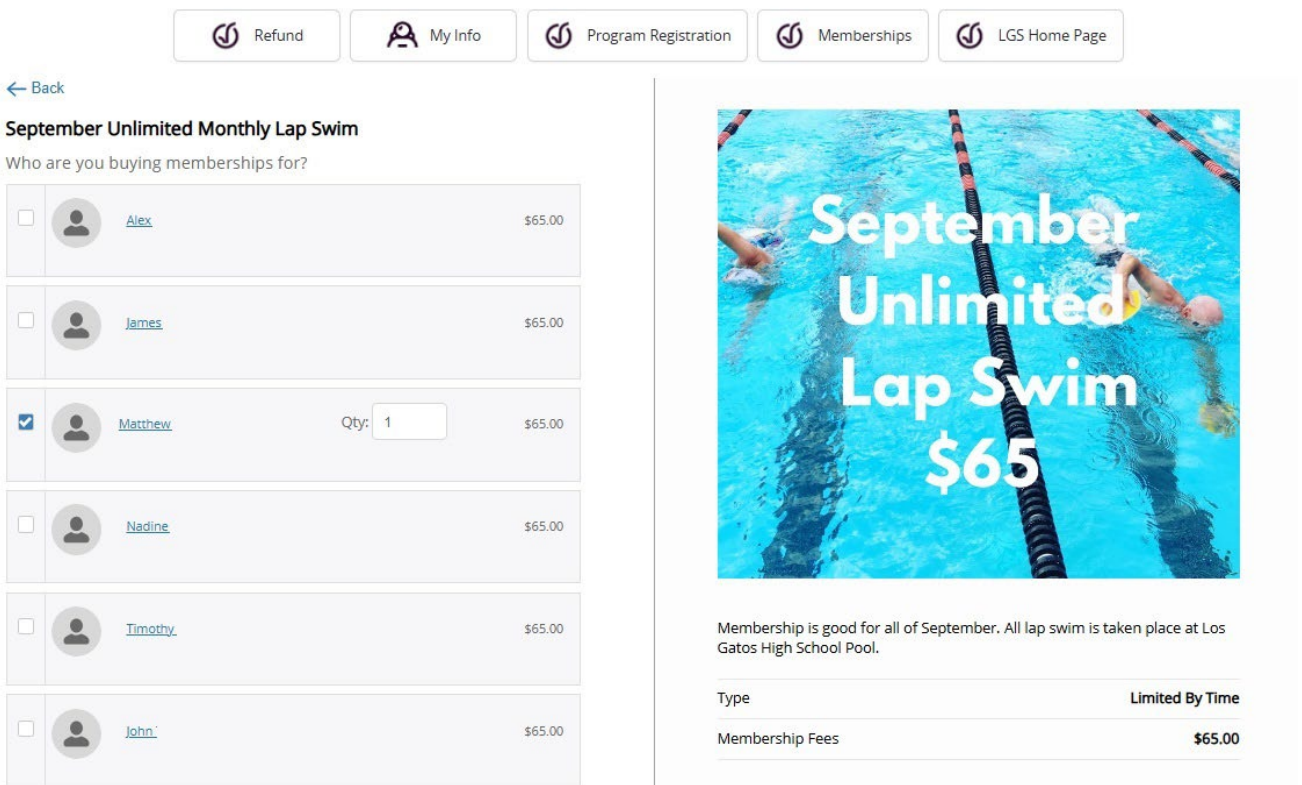 Refund
My Info
Program Registration
Memberships
LGS Home Page
← Back
September Unlimited Monthly Lap Swim
Who are you buying memberships for?
Alex
$65.00
James
$65.00
Matthew
Qty: 1
$65.00
Nadine
$65.00
Timothy
$65.00
John
$65.00
September
Unlimited
Lap Swim
$65
Membership is good for all of September. All lap swim is taken place at Los
Gatos High School Pool.
Type
Limited By Time
Membership Fees
$65.00